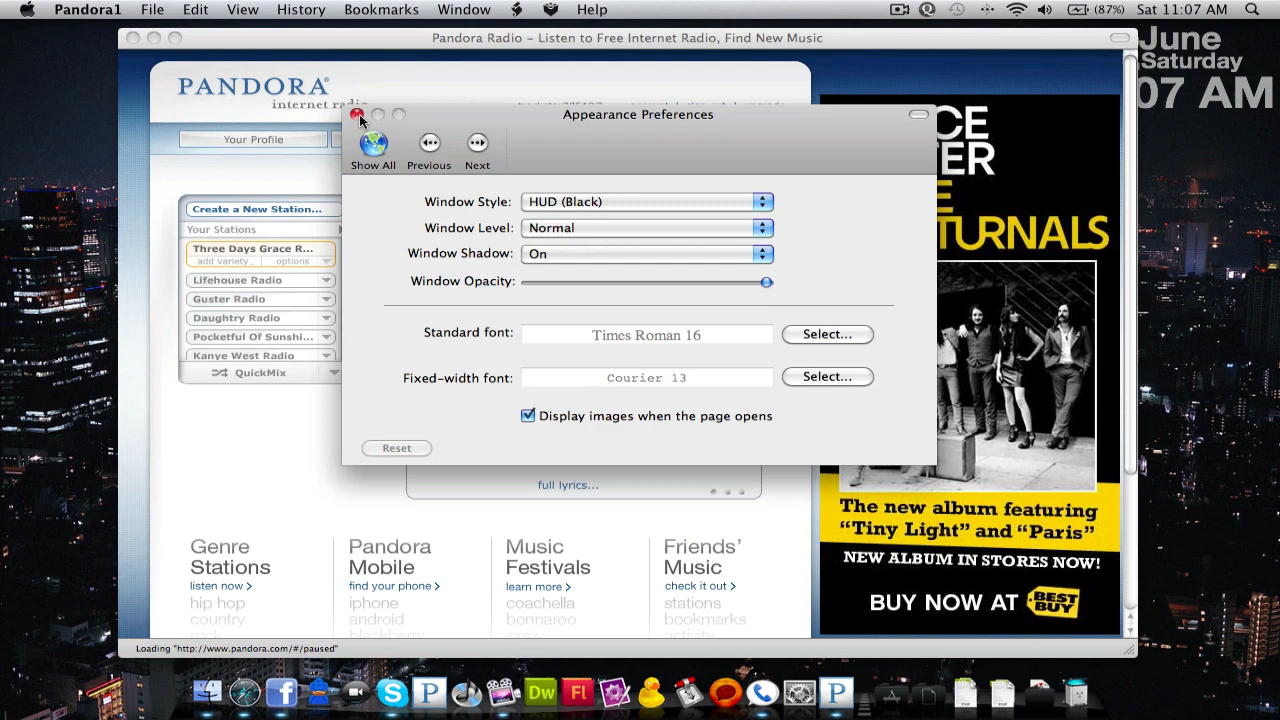 Pandora1 File Edit View History Bookmarks Window Help (87%) Sat 11:07 AM
Pandora Radio – Listen to Free Internet Radio, Find New Music
June
Saturday
07 AM
PANDORA®
internet radio
Your Profile
Create a New Station...
Your Stations
Three Days Grace R...
add variety... options
Lifehouse Radio
Guster Radio
Daughtry Radio
Pocketful Of Sunshi...
Kanye West Radio
QuickMix
Appearance Preferences
Show All Previous Next
Window Style: HUD (Black)
Window Level: Normal
Window Shadow: On
Window Opacity:
Standard font: Times Roman 16 Select...
Fixed-width font: Courier 13 Select...
Display images when the page opens
Reset
full lyrics...
Genre
Stations
listen now >
hip hop
country
rock
Pandora
Mobile
find your phone >
iphone
android
blackberry
Music
Festivals
learn more >
coachella
bonnaroo
Friends'
Music
check it out >
stations
bookmarks
activity
CE
TER
E
TURNALS
The new album featuring
“Tiny Light” and “Paris”
NEW ALBUM IN STORES NOW!
BUY NOW AT BEST BUY
Loading "http://www.pandora.com/#/paused"
f S P Dw Fl P